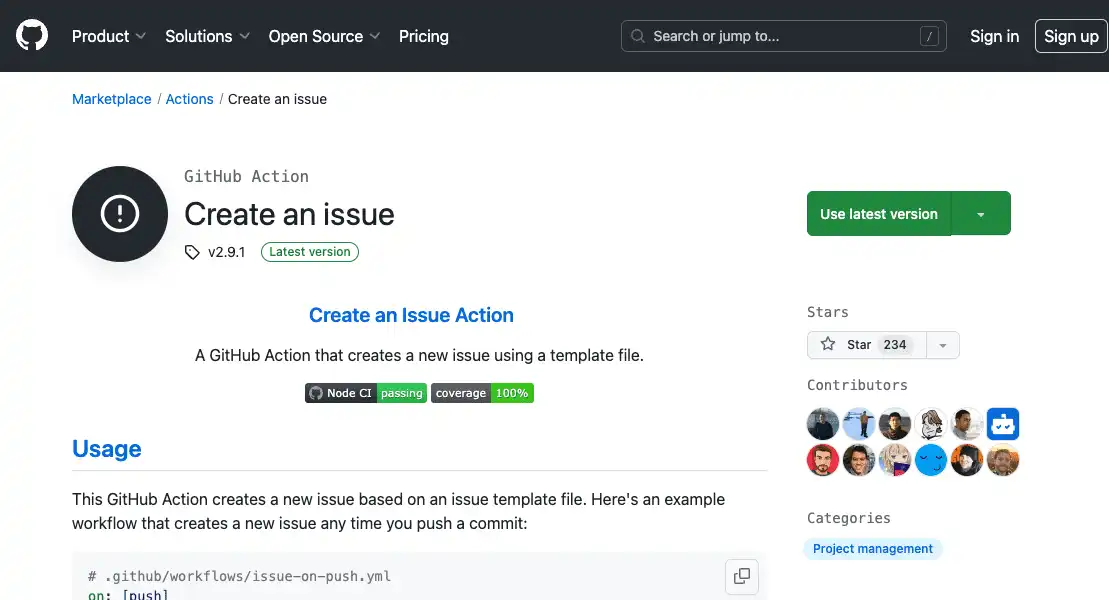 Product Solutions Open Source Pricing Search or jump to... / Sign in Sign up
Marketplace / Actions / Create an issue
GitHub Action
Create an issue
v2.9.1 Latest version
Use latest version
Create an Issue Action
A GitHub Action that creates a new issue using a template file.
Node CI passing coverage 100%
Usage
This GitHub Action creates a new issue based on an issue template file. Here's an example
workflow that creates a new issue any time you push a commit:
# .github/workflows/issue-on-push.yml
on: [push]
Stars
Star 234
Contributors
Categories
Project management